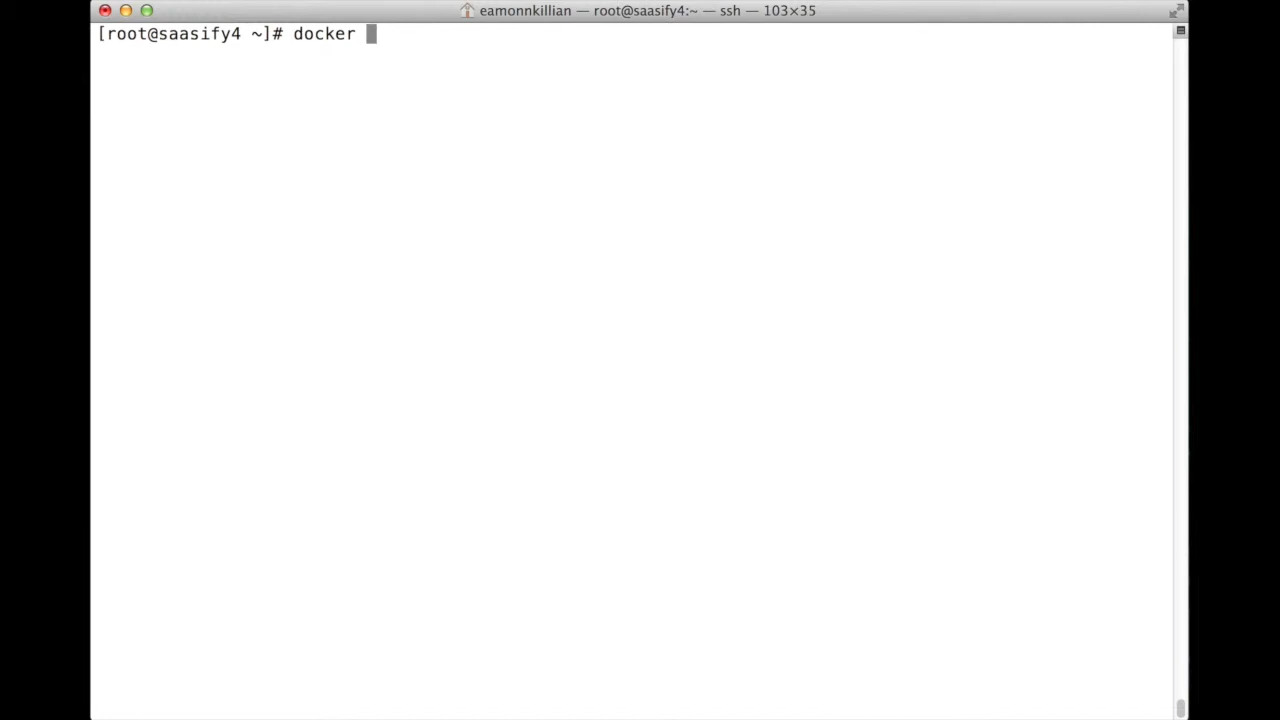 eamonnkillian — root@saasify4:~ — ssh — 103×35
[root@saasify4 ~]# docker